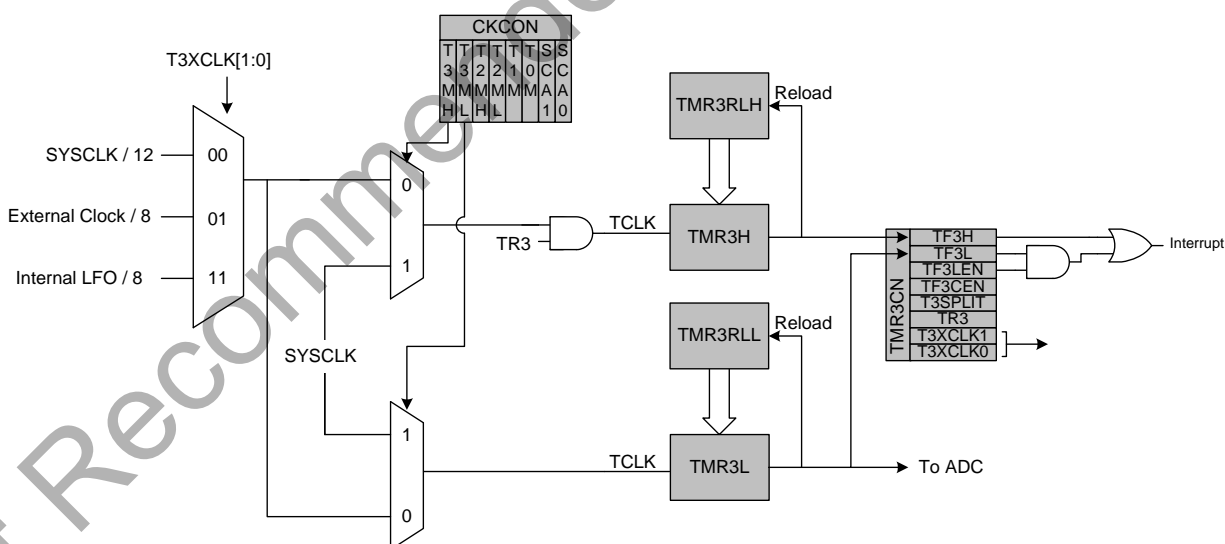 CKCON
T3MH
T3ML
T2MH
T2ML
T1M
T0M
SCA1
SCA0
T3XCLK[1:0]
SYSCLK / 12
00
External Clock / 8
01
Internal LFO / 8
11
0
1
SYSCLK
1
0
TR3
TCLK
TMR3RLH
Reload
TMR3H
TMR3RLL
Reload
TCLK
TMR3L
To ADC
TMR3CN
TF3H
TF3L
TF3LEN
TF3CEN
T3SPLIT
TR3
T3XCLK1
T3XCLK0
Interrupt
Recommende